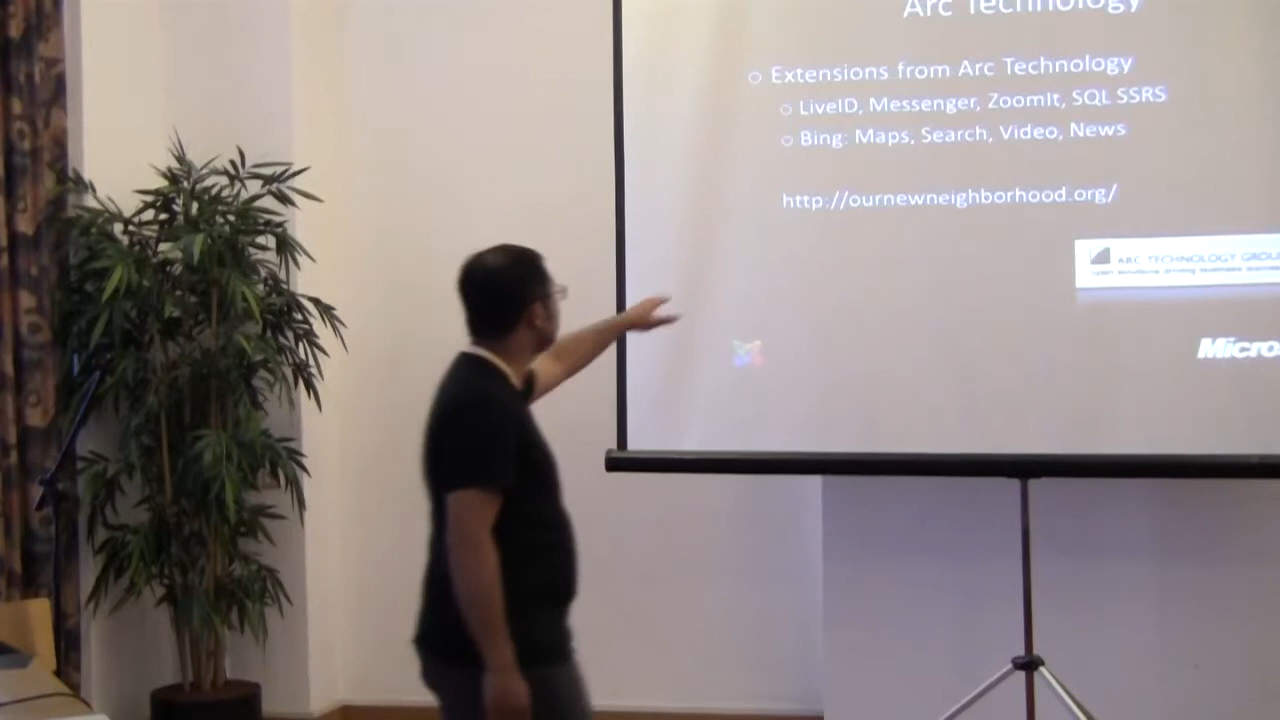 Arc Technology
Extensions from Arc Technology
LiveID, Messenger, ZoomIt, SQL SSRS
Bing: Maps, Search, Video, News
http://ournewneighborhood.org/
ARC TECHNOLOGY GROU
Micro